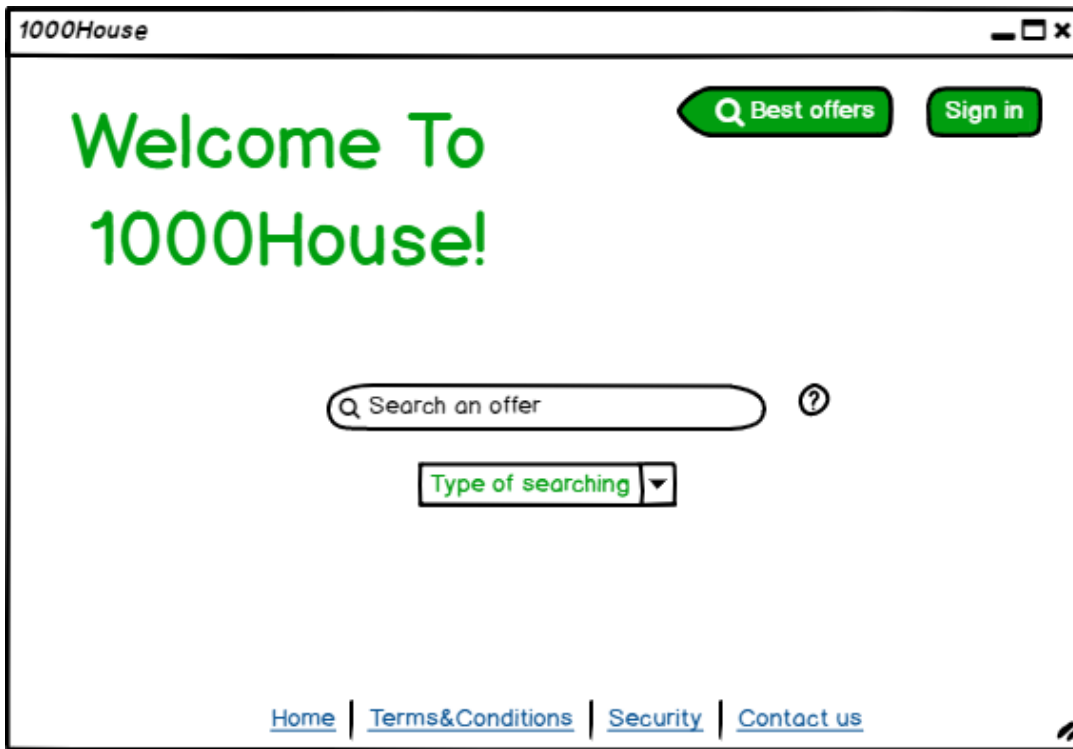 1000House
Best offers
Sign in
Welcome To
1000House!
Search an offer
?
Type of searching
Home | Terms&Conditions | Security | Contact us